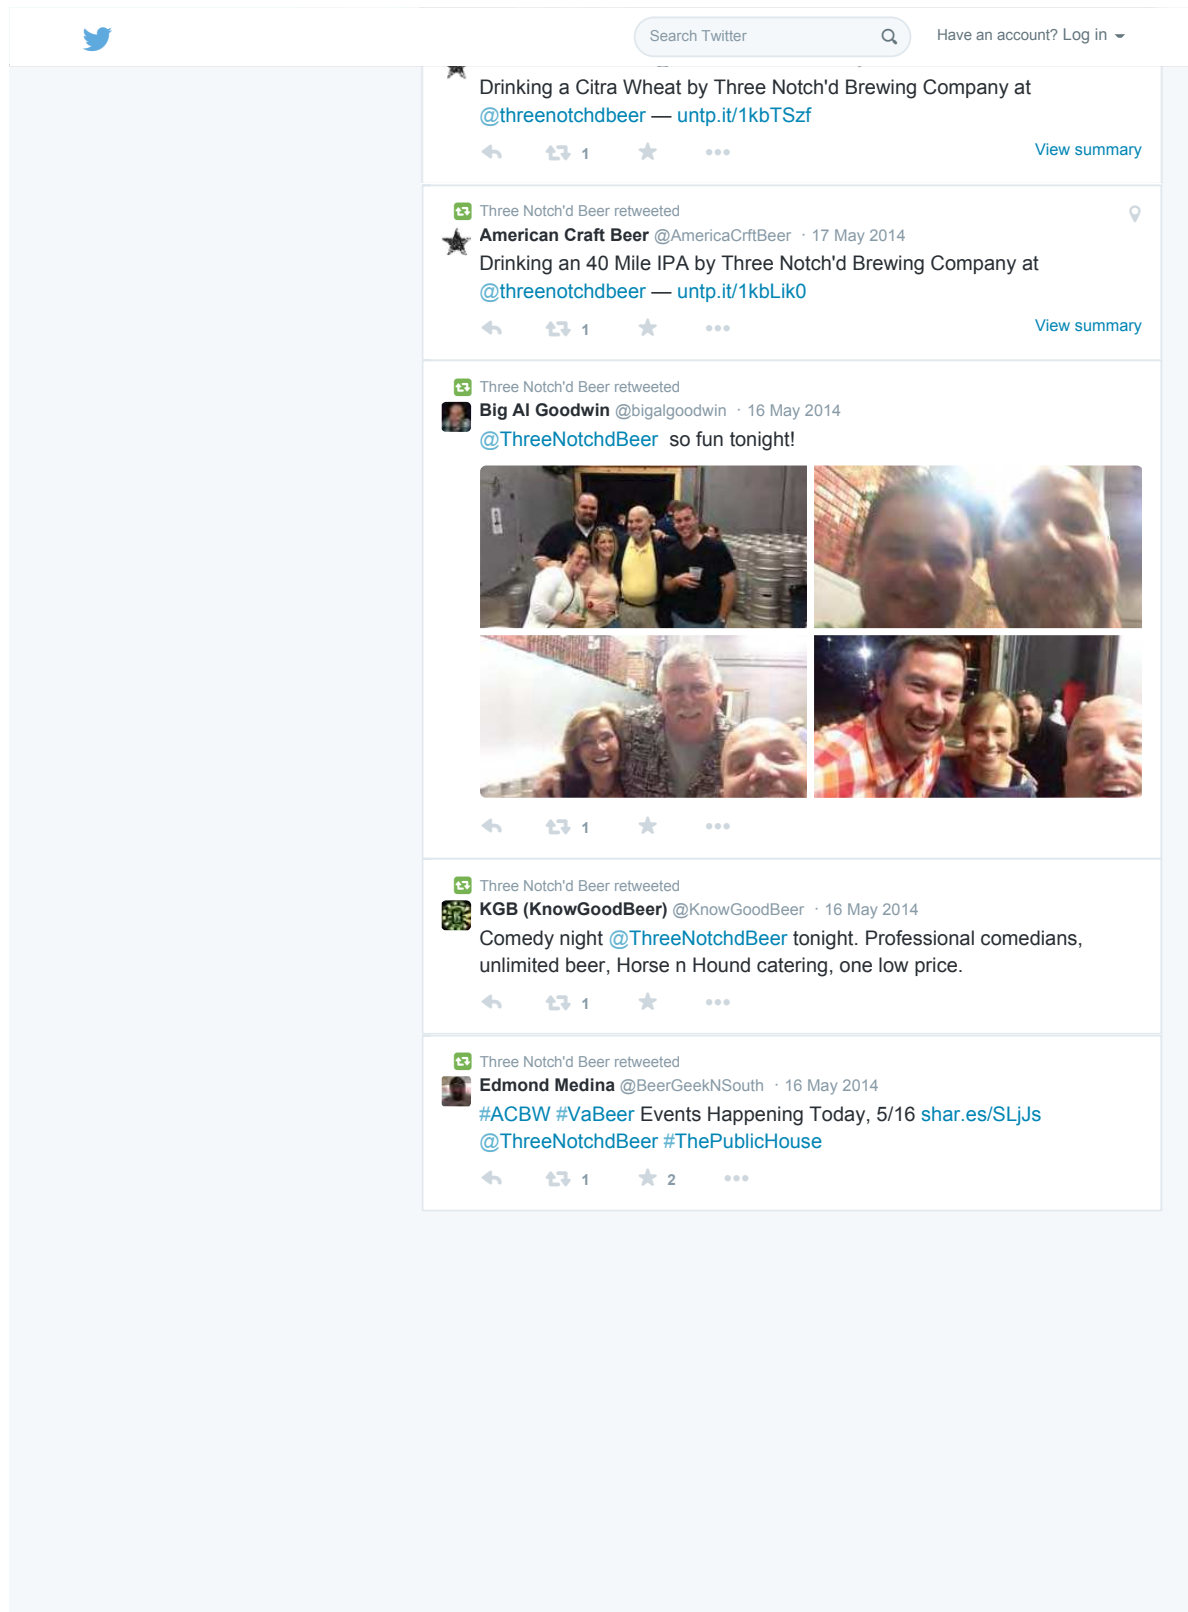 Search Twitter
Have an account? Log in
Drinking a Citra Wheat by Three Notch'd Brewing Company at
@threenotchdbeer — untp.it/1kbTSzf
1
View summary
Three Notch'd Beer retweeted
American Craft Beer @AmericaCrftBeer · 17 May 2014
Drinking an 40 Mile IPA by Three Notch'd Brewing Company at
@threenotchdbeer — untp.it/1kbLik0
1
View summary
Three Notch'd Beer retweeted
Big Al Goodwin @bigalgoodwin · 16 May 2014
@ThreeNotchdBeer so fun tonight!
1
Three Notch'd Beer retweeted
KGB (KnowGoodBeer) @KnowGoodBeer · 16 May 2014
Comedy night @ThreeNotchdBeer tonight. Professional comedians,
unlimited beer, Horse n Hound catering, one low price.
1
Three Notch'd Beer retweeted
Edmond Medina @BeerGeekNSouth · 16 May 2014
#ACBW #VaBeer Events Happening Today, 5/16 shar.es/SLjJs
@ThreeNotchdBeer #ThePublicHouse
1 2